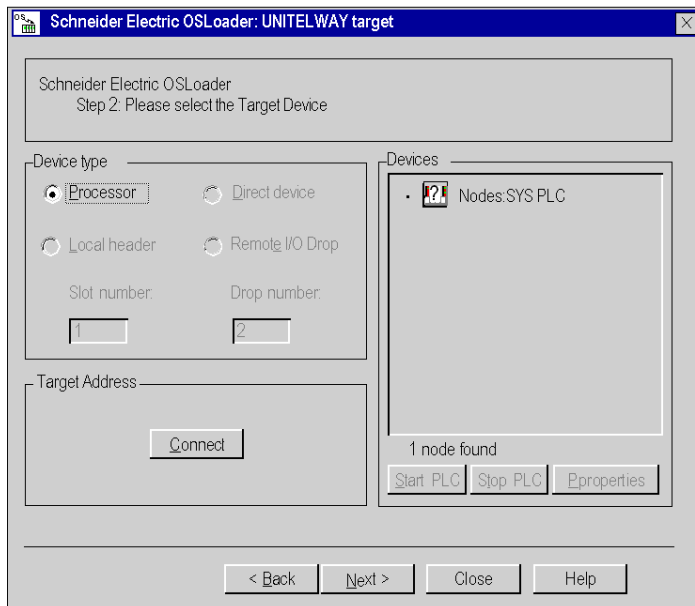 OS
Schneider Electric OSLoader: UNITELWAY target
Schneider Electric OSLoader
Step 2: Please select the Target Device
Device type
Processor
Direct device
Local header
Remote I/O Drop
Slot number:
Drop number:
1
2
Target Address
Connect
Devices
? Nodes:SYS PLC
1 node found
Start PLC
Stop PLC
Pproperties
< Back
Next >
Close
Help